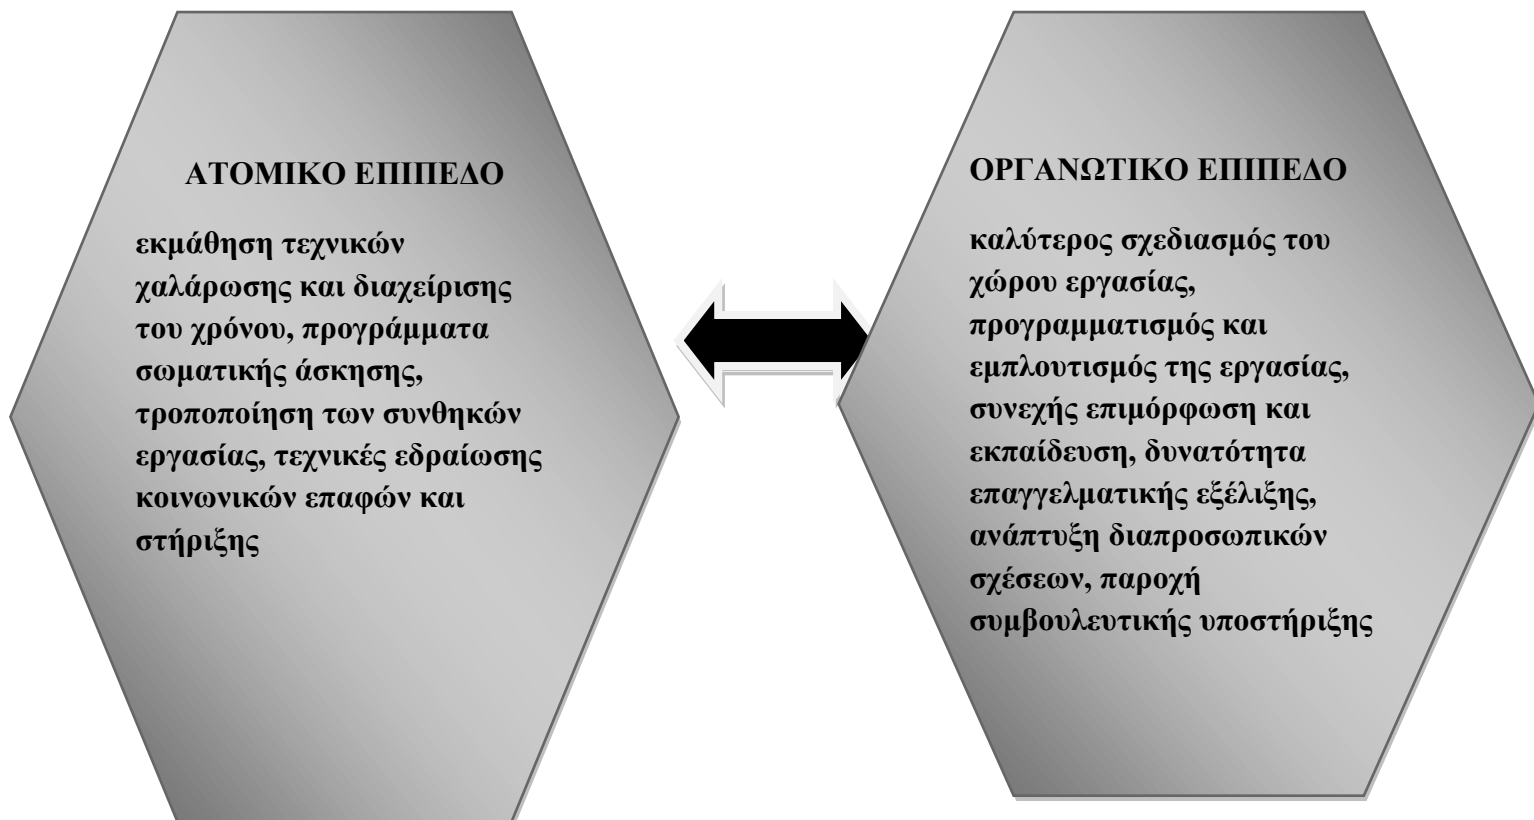 ΑΤΟΜΙΚΟ ΕΠΙΠΕΔΟ
εκμάθηση τεχνικών
χαλάρωσης και διαχείρισης
του χρόνου, προγράμματα
σωματικής άσκησης,
τροποποίηση των συνθηκών
εργασίας, τεχνικές εδραίωσης
κοινωνικών επαφών και
στήριξης
ΟΡΓΑΝΩΤΙΚΟ ΕΠΙΠΕΔΟ
καλύτερος σχεδιασμός του
χώρου εργασίας,
προγραμματισμός και
εμπλουτισμός της εργασίας,
συνεχής επιμόρφωση και
εκπαίδευση, δυνατότητα
επαγγελματικής εξέλιξης,
ανάπτυξη διαπροσωπικών
σχέσεων, παροχή
συμβουλευτικής υποστήριξης